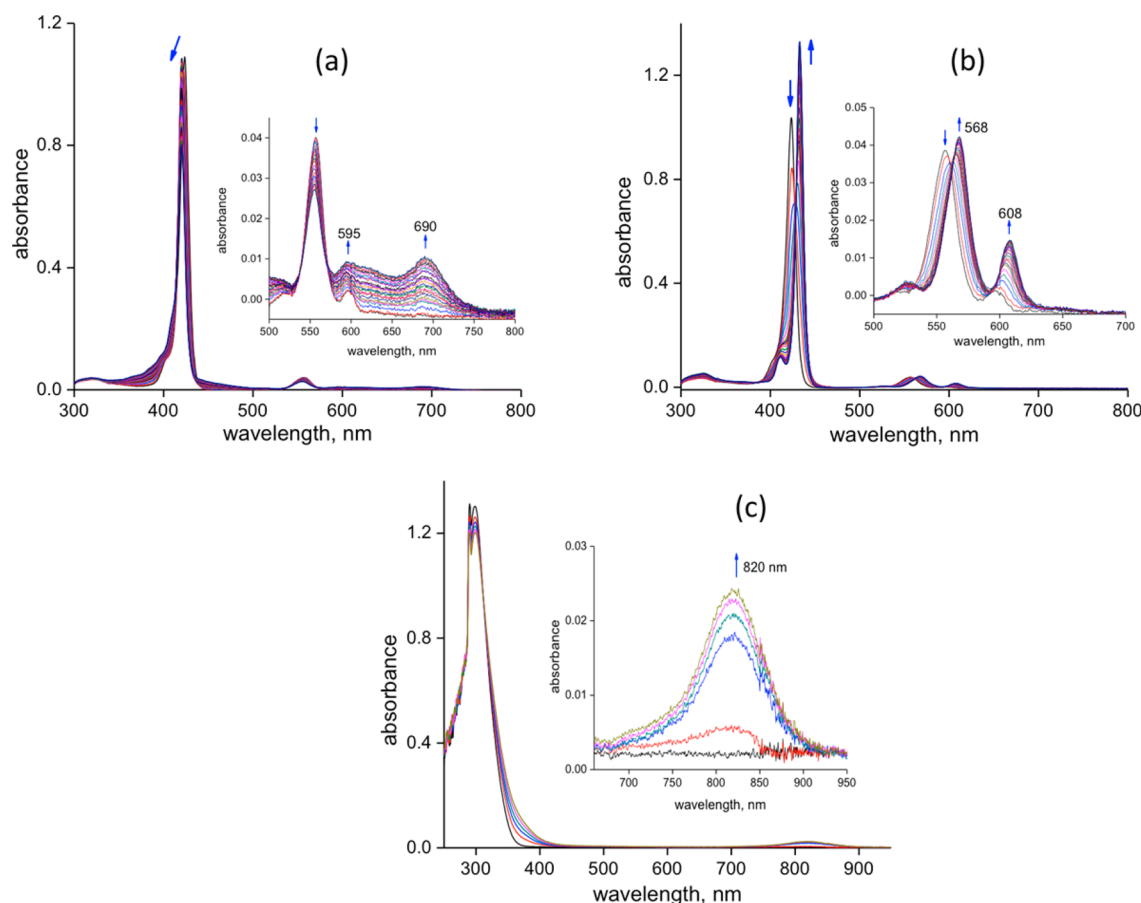 (a)
1.2
0.8
0.4
0.0
absorbance
300 400 500 600 700 800
wavelength, nm
0.04
0.03
0.02
0.01
0.00
absorbance
595
690
500 550 600 650 700 750 800
wavelength, nm
(b)
1.2
0.8
0.4
0.0
absorbance
300 400 500 600 700 800
wavelength, nm
0.05
0.04
0.03
0.02
0.01
0.00
absorbance
568
608
500 550 600 650 700
wavelength, nm
(c)
1.2
0.8
0.4
0.0
absorbance
300 400 500 600 700 800 900
wavelength, nm
0.03
0.02
0.01
0.00
absorbance
820 nm
700 750 800 850 900 950
wavelength, nm